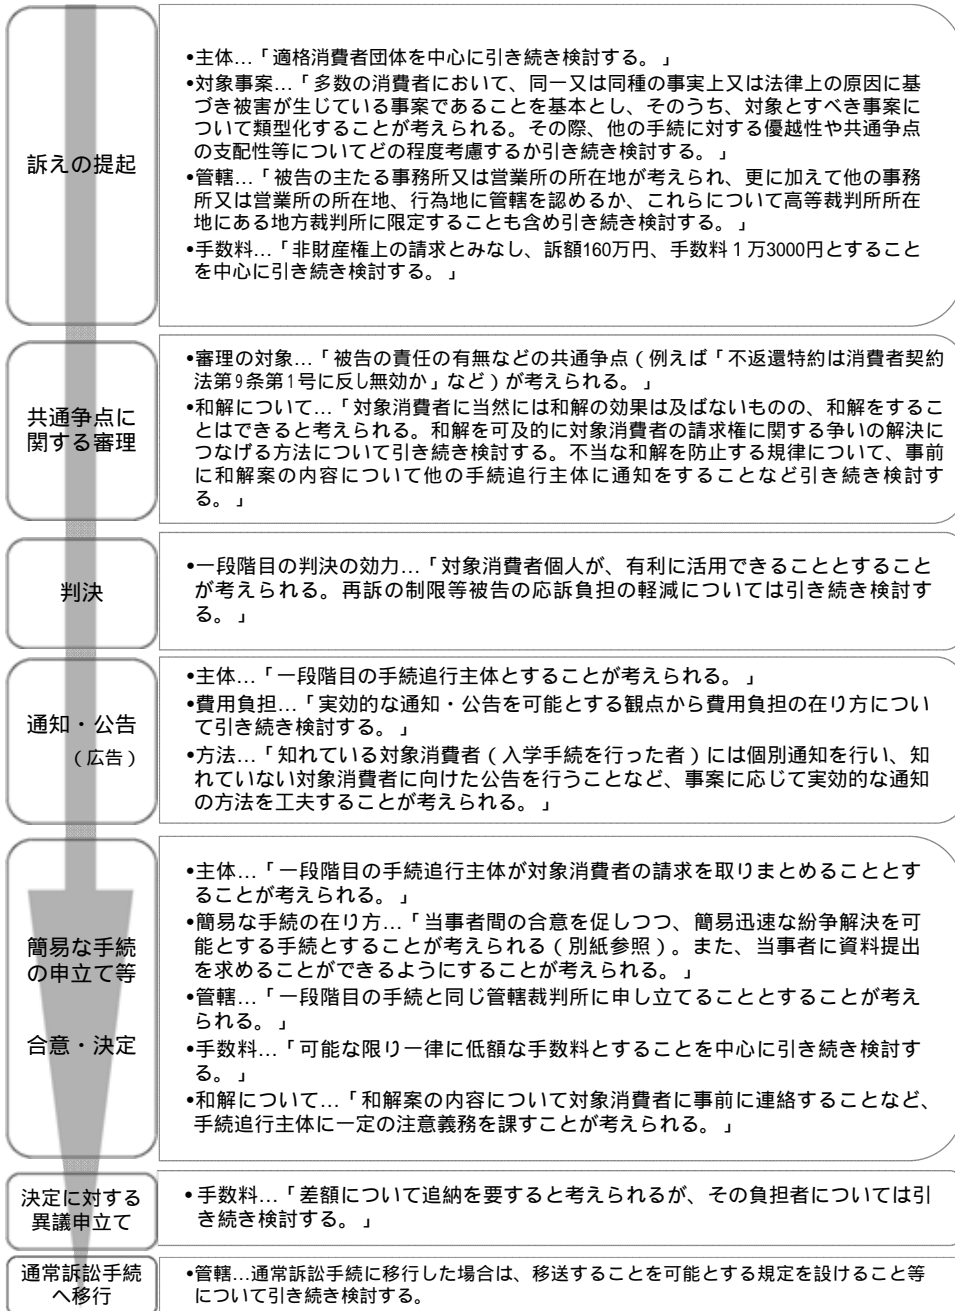 訴えの提起
•主体…「適格消費者団体を中心に引き続き検討する。」
•対象事案…「多数の消費者において、同一又は同種の事実上又は法律上の原因に基
づき被害が生じている事案であることを基本とし、そのうち、対象とすべき事案に
ついて類型化することが考えられる。その際、他の手続に対する優越性や共通争点
の支配性等についてどの程度考慮するか引き続き検討する。」
•管轄…「被告の主たる事務所又は営業所の所在地が考えられ、更に加えて他の事務
所又は営業所の所在地、行為地に管轄を認めるか、これらについて高等裁判所所在
地にある地方裁判所に限定することも含め引き続き検討する。」
•手数料…「非財産権上の請求とみなし、訴額160万円、手数料1万3000円とすること
を中心に引き続き検討する。」
共通争点に
関する審理
•審理の対象…「被告の責任の有無などの共通争点(例えば「不返還特約は消費者契約
法第9条第1号に反し無効か」など)が考えられる。」
•和解について…「対象消費者に当然には和解の効果は及ばないものの、和解をするこ
とはできると考えられる。和解を可及的に対象消費者の請求権に関する争いの解決に
つなげる方法について引き続き検討する。不当な和解を防止する規律について、事前
に和解案の内容について他の手続追行主体に通知をすることなど引き続き検討す
る。」
判決
•一段階目の判決の効力…「対象消費者個人が、有利に活用できることとすること
が考えられる。再訴の制限等被告の応訴負担の軽減については引き続き検討す
る。」
通知・公告
(広告)
•主体…「一段階目の手続追行主体とすることが考えられる。」
•費用負担…「実効的な通知・公告を可能とする観点から費用負担の在り方につい
て引き続き検討する。」
•方法…「知れている対象消費者(入学手続を行った者)には個別通知を行い、知
れていない対象消費者に向けた公告を行うことなど、事案に応じて実効的な通知
の方法を工夫することが考えられる。」
簡易な手続
の申立て等
合意・決定
•主体…「一段階目の手続追行主体が対象消費者の請求を取りまとめることとす
ることが考えられる。」
•簡易な手続の在り方…「当事者間の合意を促しつつ、簡易迅速な紛争解決を可
能とする手続とすることが考えられる(別紙参照)。また、当事者に資料提出
を求めることができるようにすることが考えられる。」
•管轄…「一段階目の手続と同じ管轄裁判所に申し立てることとすることが考え
られる。」
•手数料…「可能な限り一律に低額な手数料とすることを中心に引き続き検討す
る。」
•和解について…「和解案の内容について対象消費者に事前に連絡することなど、
手続追行主体に一定の注意義務を課すことが考えられる。」
決定に対する
異議申立て
•手数料…「差額について追納を要すると考えられるが、その負担者については引
き続き検討する。」
通常訴訟手続
へ移行
•管轄…通常訴訟手続に移行した場合は、移送することを可能とする規定を設けること等
について引き続き検討する。